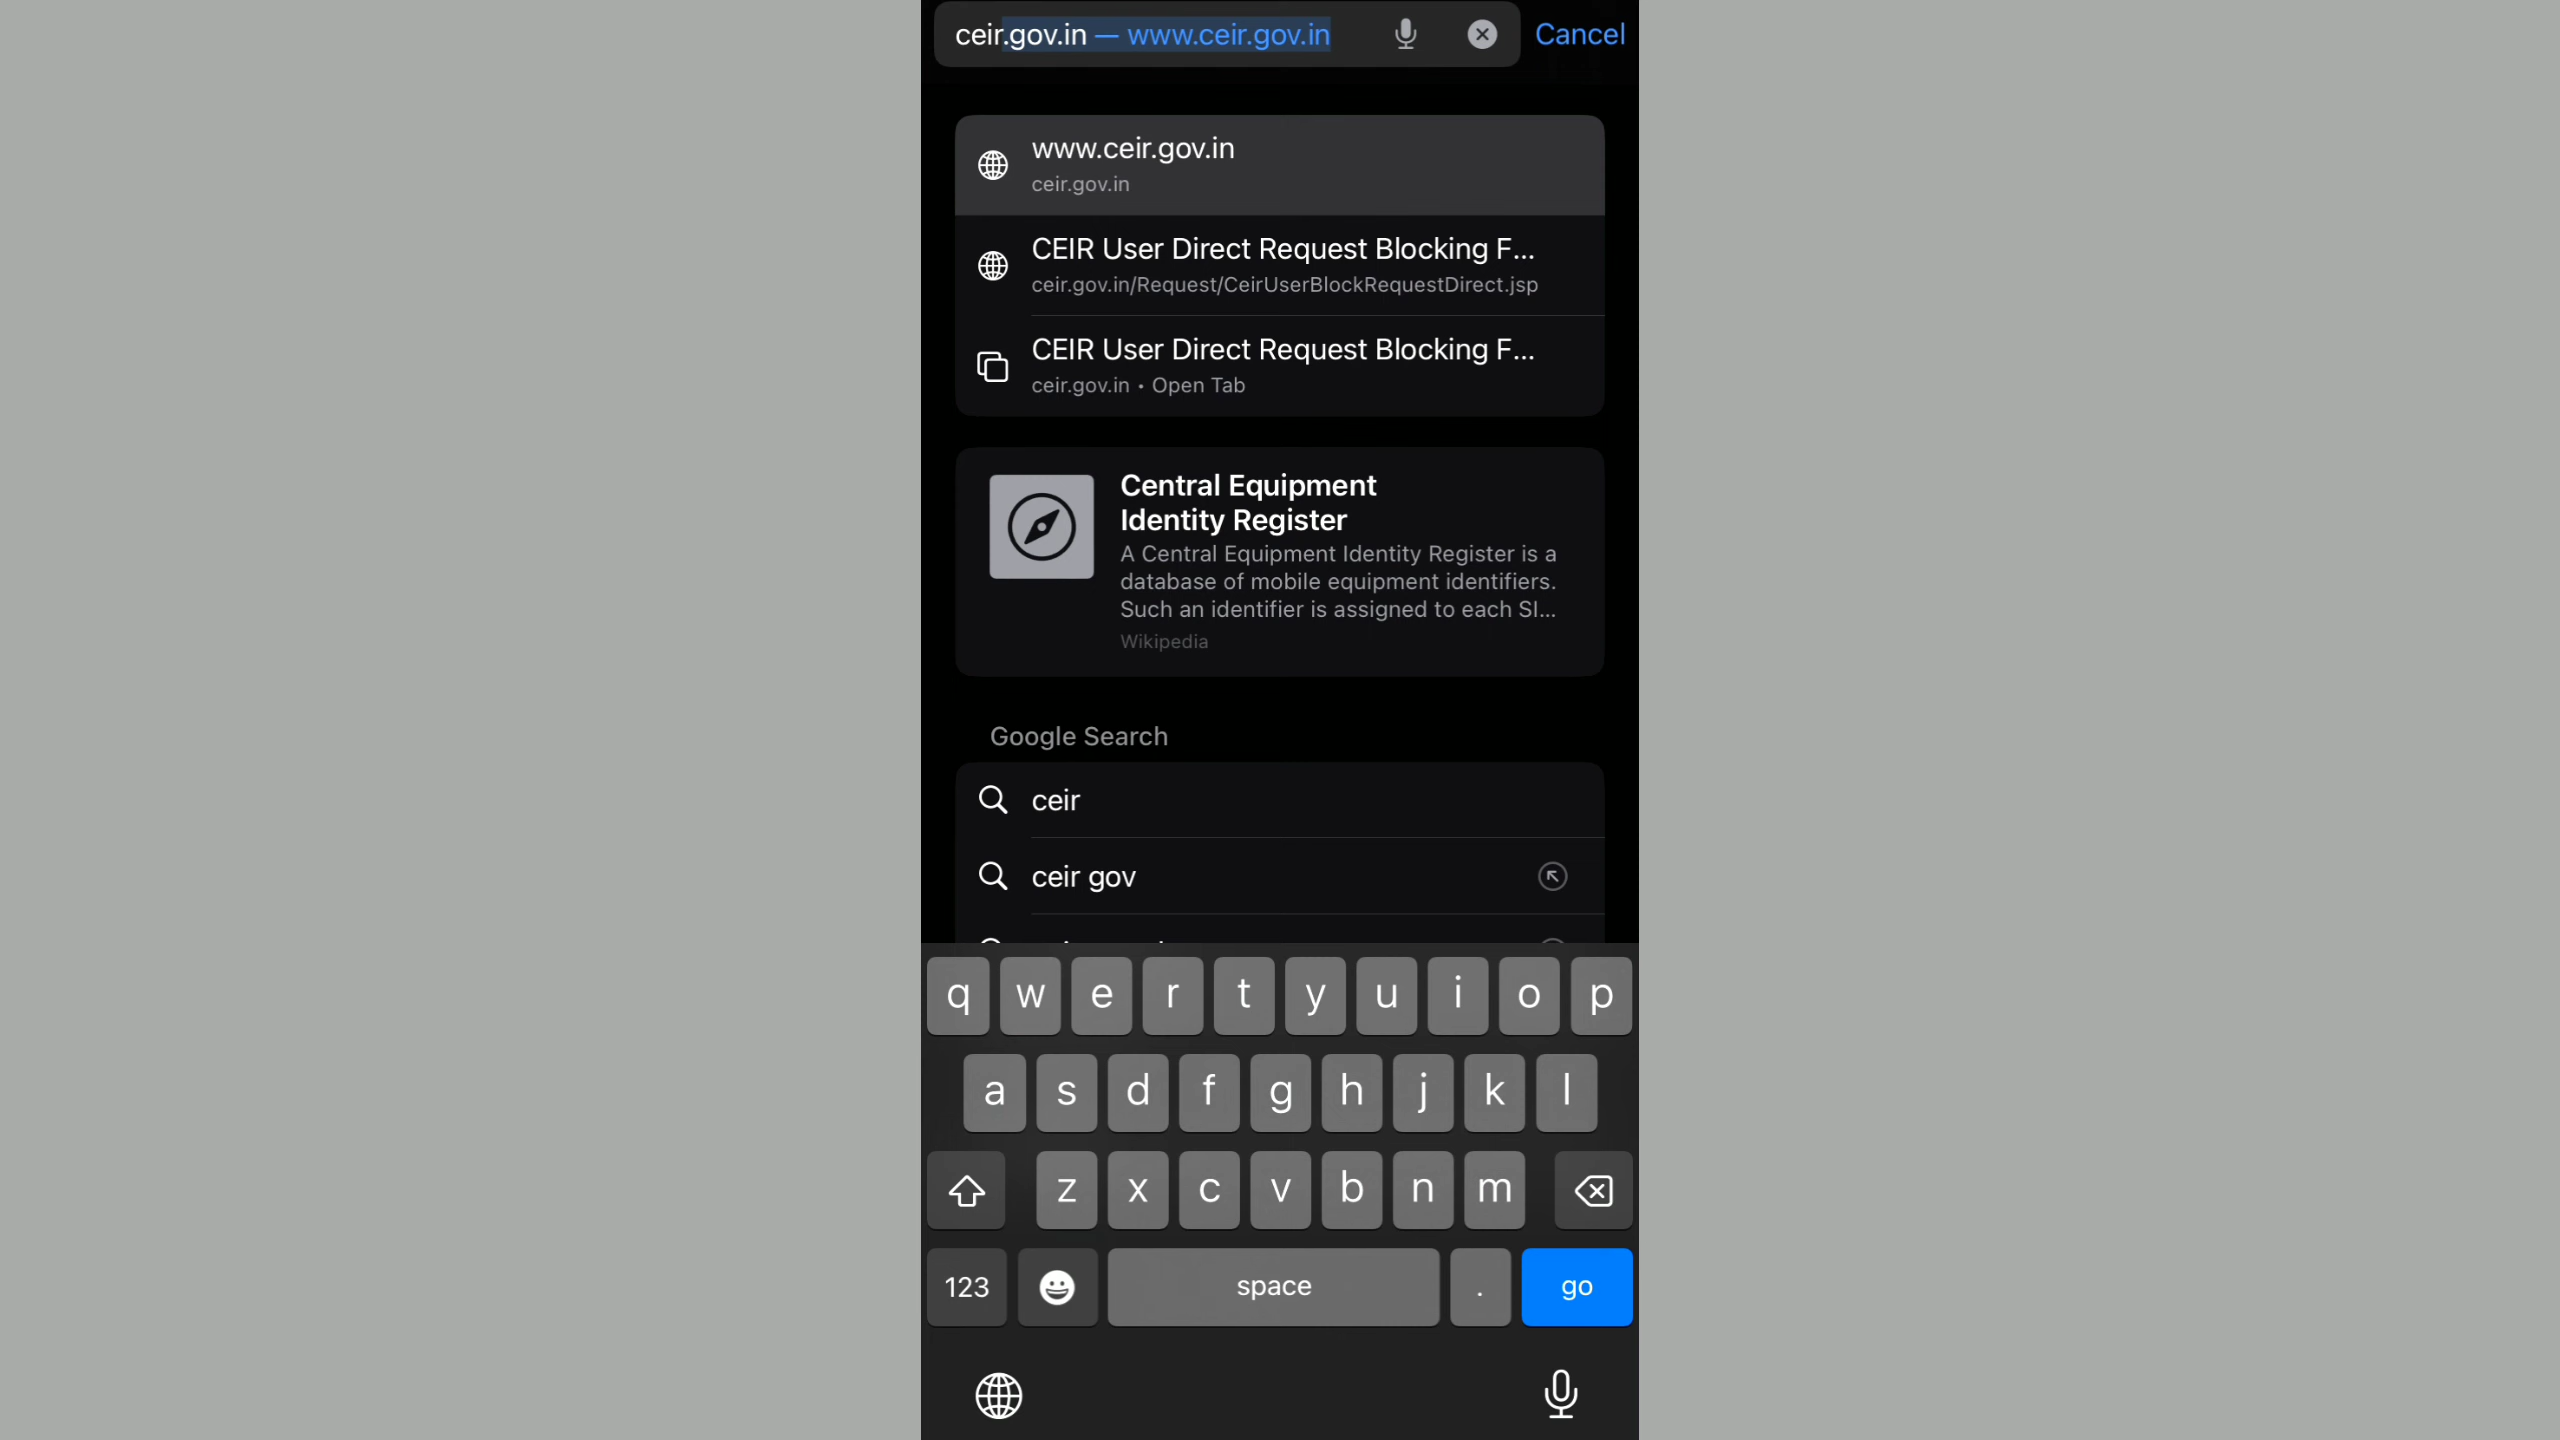 ceir.gov.in — www.ceir.gov.in
Cancel
www.ceir.gov.in
ceir.gov.in
CEIR User Direct Request Blocking F...
ceir.gov.in/Request/CeirUserBlockRequestDirect.jsp
CEIR User Direct Request Blocking F...
ceir.gov.in • Open Tab
Central Equipment
Identity Register
A Central Equipment Identity Register is a
database of mobile equipment identifiers.
Such an identifier is assigned to each SI...
Wikipedia
Google Search
ceir
ceir gov
q w e r t y u i o p
a s d f g h j k l
z x c v b n m
123 space . go